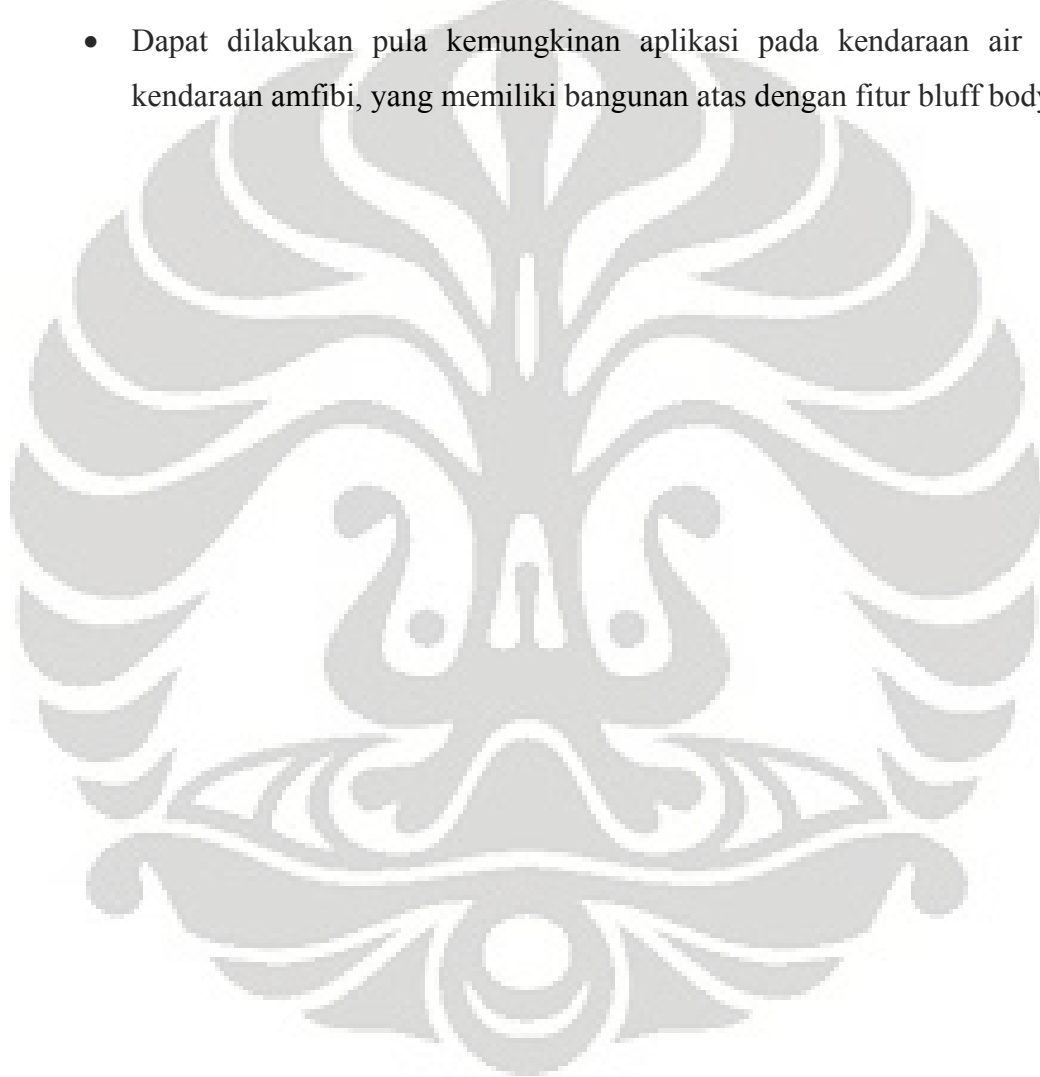 • Dapat dilakukan pula kemungkinan aplikasi pada kendaraan air
kendaraan amfibi, yang memiliki bangunan atas dengan fitur bluff body